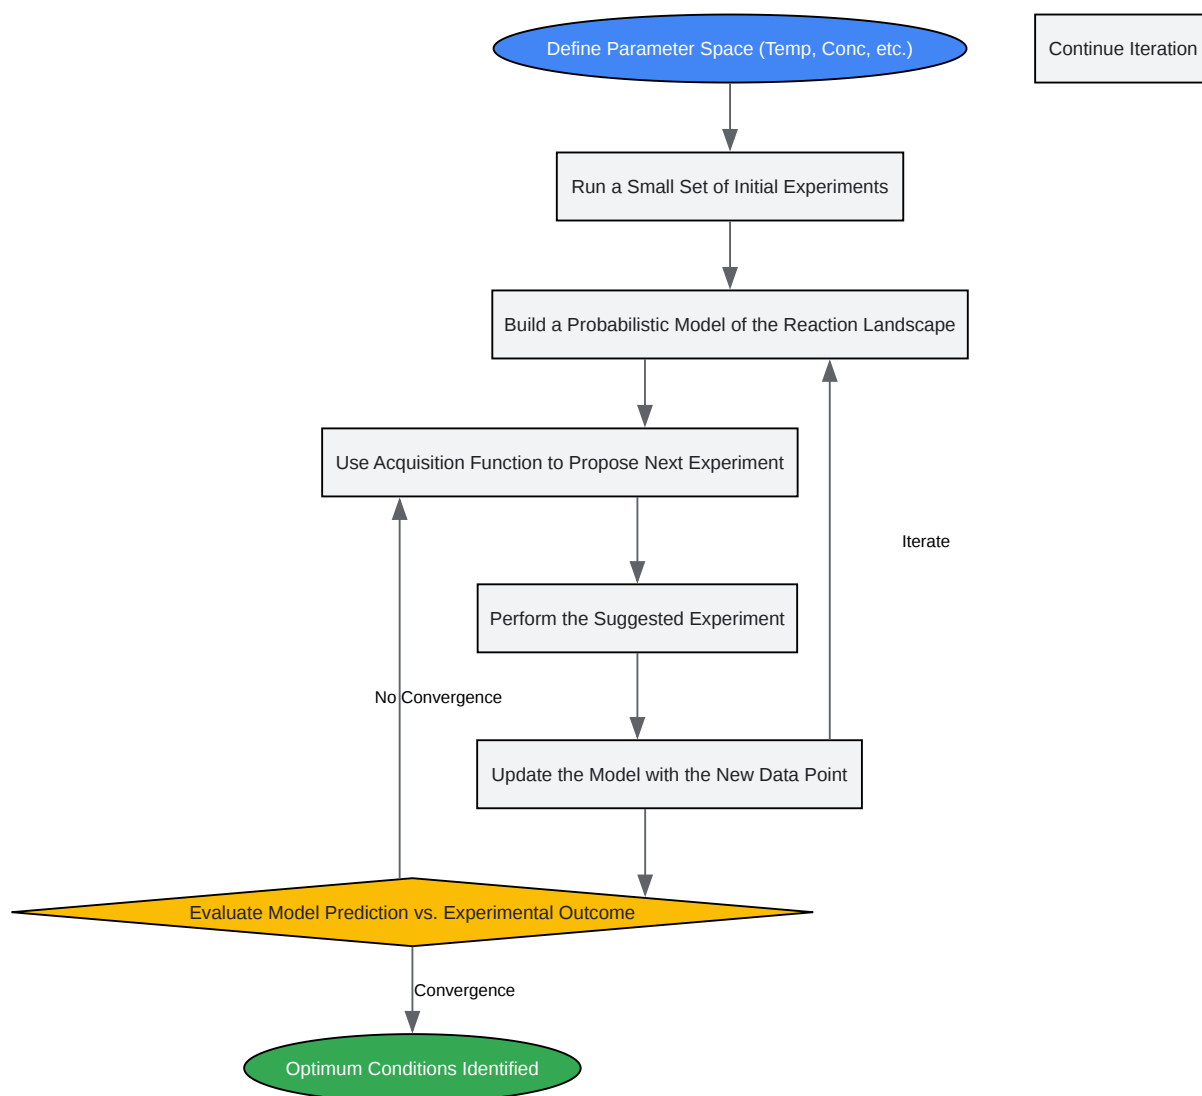 Define Parameter Space (Temp, Conc, etc.)
Continue Iteration
Run a Small Set of Initial Experiments
Build a Probabilistic Model of the Reaction Landscape
Use Acquisition Function to Propose Next Experiment
Iterate
Perform the Suggested Experiment
No Convergence
Update the Model with the New Data Point
Evaluate Model Prediction vs. Experimental Outcome
Convergence
Optimum Conditions Identified